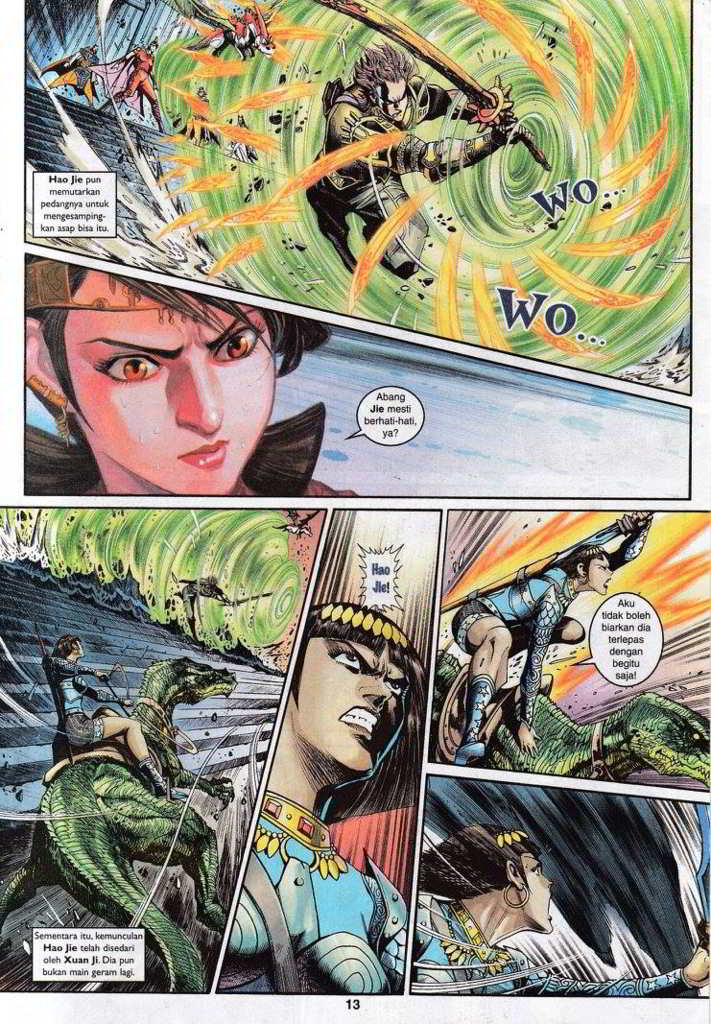 Hao Jie pun
memutarkan
pedangnya untuk
mengesamping-
kan asap bisa itu.
WO...
WO...
Abang
Jie mesti
berhati-hati,
ya?
Hao
Jie!
Aku
tidak boleh
biarkan dia
terlepas
dengan
begitu
saja!
Sementara itu, kemunculan
Hao Jie telah disedari
oleh Xuan Ji. Dia pun
bukan main geram lagi.
13